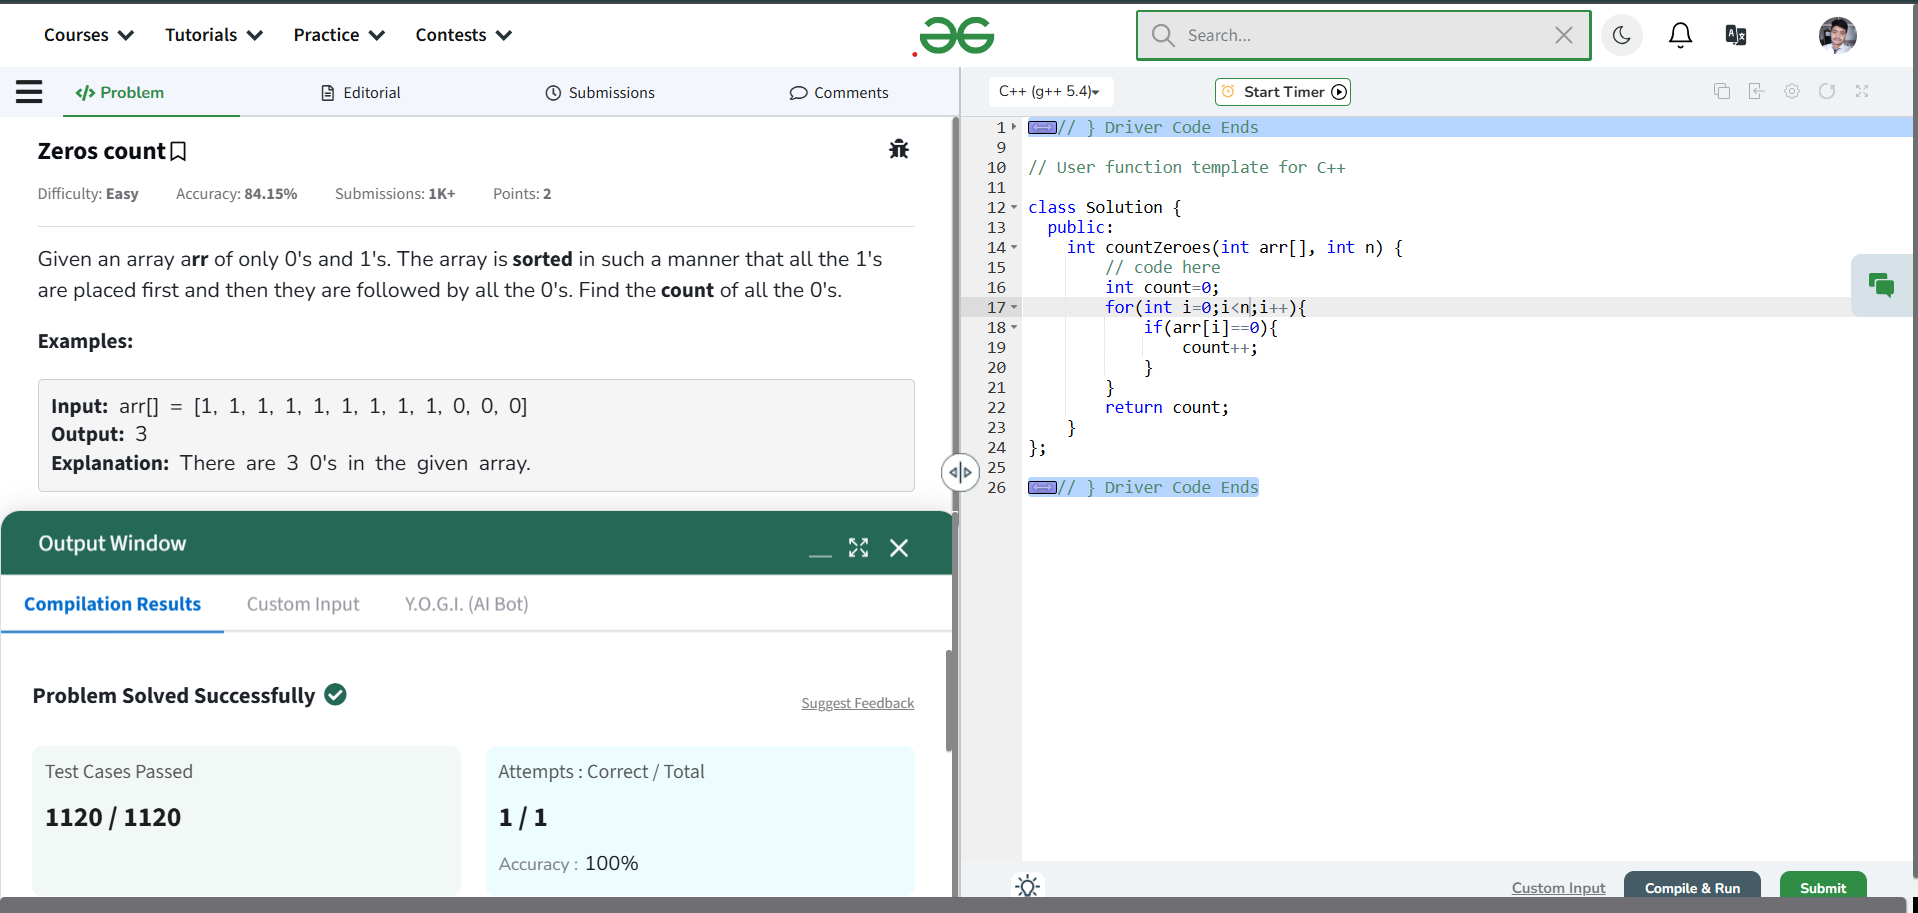 Courses Tutorials Practice Contests
Search...
</> Problem
Editorial
Submissions
Comments
Zeros count
Difficulty: Easy Accuracy: 84.15% Submissions: 1K+ Points: 2
Given an array arr of only 0's and 1's. The array is sorted in such a manner that all the 1's
are placed first and then they are followed by all the 0's. Find the count of all the 0's.
Examples:
Input: arr[] = [1, 1, 1, 1, 1, 1, 1, 1, 1, 0, 0, 0]
Output: 3
Explanation: There are 3 0's in the given array.
Output Window
Compilation Results Custom Input Y.O.G.I. (AI Bot)
Problem Solved Successfully
Suggest Feedback
Test Cases Passed
1120 / 1120
Attempts : Correct / Total
1 / 1
Accuracy : 100%
C++ (g++ 5.4)
Start Timer
1 // } Driver Code Ends
9
10 // User function template for C++
11
12 class Solution {
13 public:
14 int countZeroes(int arr[], int n) {
15 // code here
16 int count=0;
17 for(int i=0;i<n;i++){
18 if(arr[i]==0){
19 count++;
20 }
21 }
22 return count;
23 }
24 };
25
26 // } Driver Code Ends
Custom Input
Compile & Run
Submit